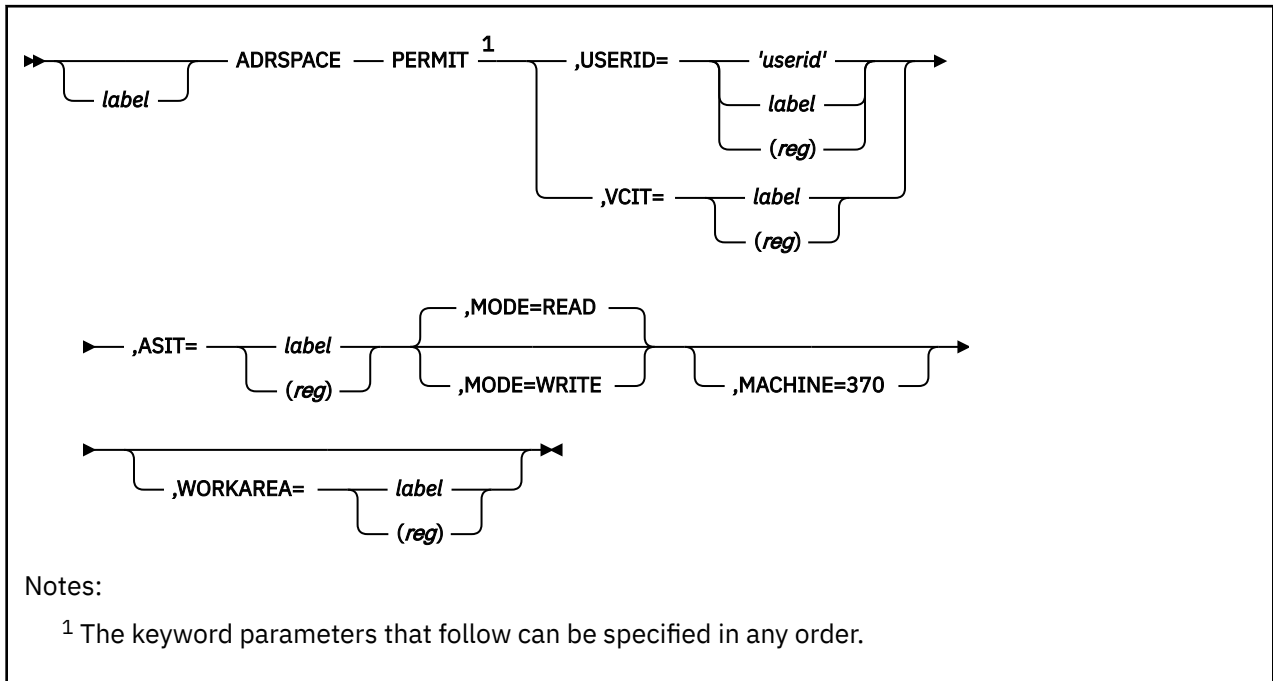 ADRSPACE PERMIT 1 ,USERID= 'userid'
label label
(reg)
,VCIT= label
(reg)
,MODE=READ
,ASIT= label
(reg) ,MODE=WRITE ,MACHINE=370
,WORKAREA= label
(reg)
Notes:
1 The keyword parameters that follow can be specified in any order.